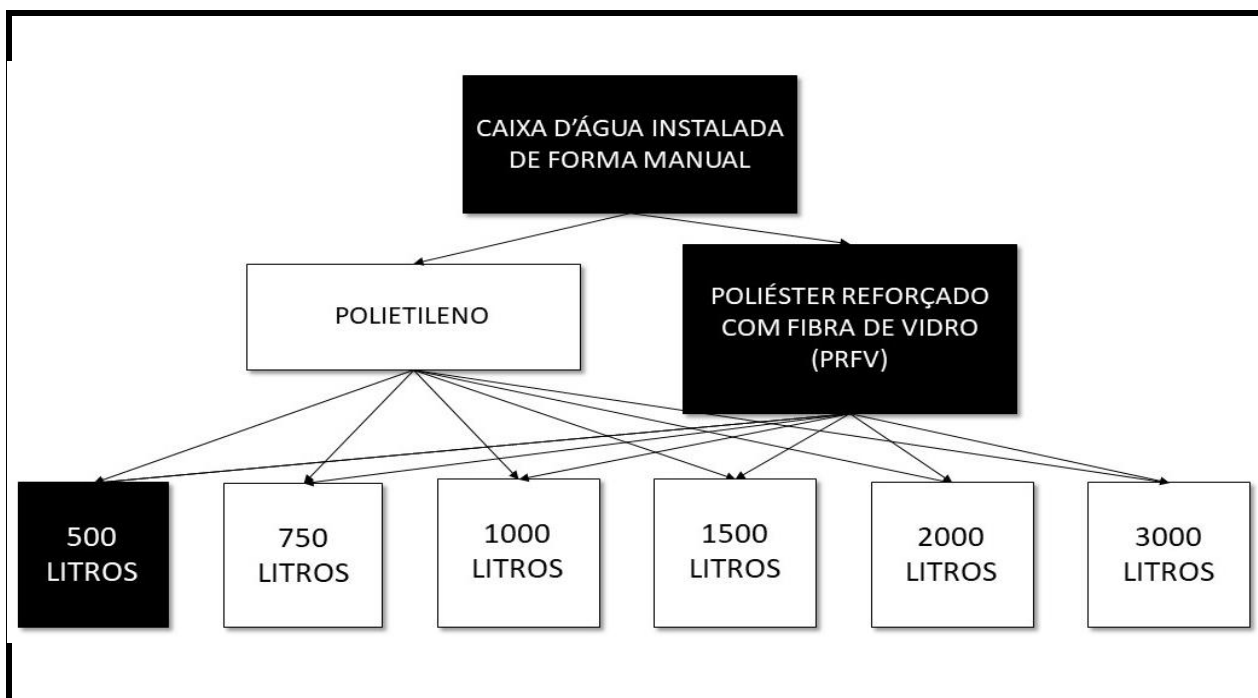 CAIXA D'ÁGUA INSTALADA
DE FORMA MANUAL
POLIETILENO
POLIÉSTER REFORÇADO
COM FIBRA DE VIDRO
(PRFV)
500
LITROS
750
LITROS
1000
LITROS
1500
LITROS
2000
LITROS
3000
LITROS